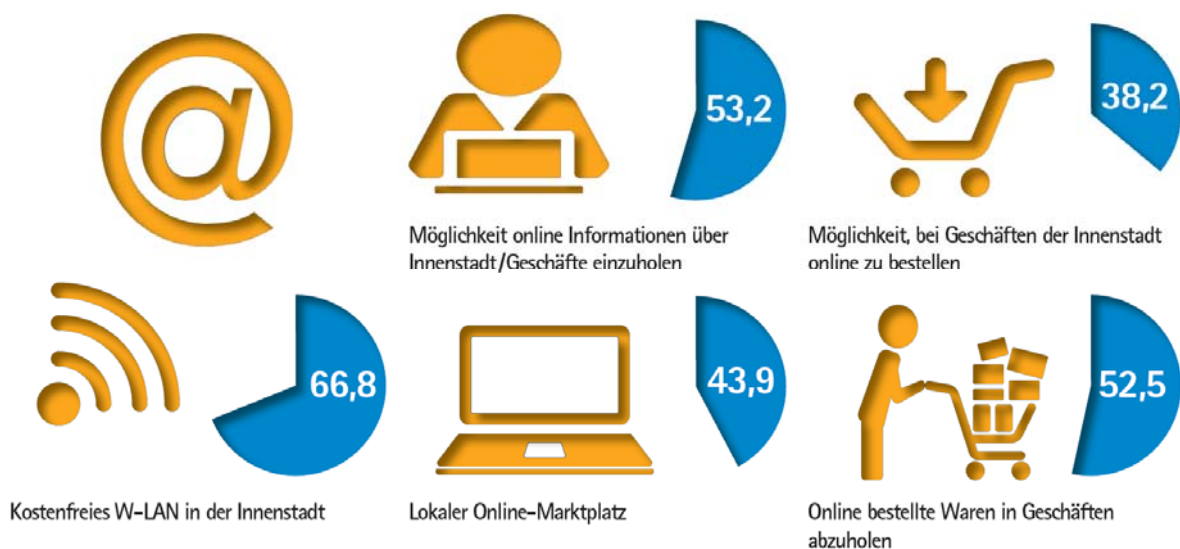 @
53,2
Möglichkeit online Informationen über
Innenstadt/Geschäfte einzuholen
38,2
Möglichkeit, bei Geschäften der Innenstadt
online zu bestellen
66,8
Kostenfreies W-LAN in der Innenstadt
43,9
Lokaler Online-Marktplatz
52,5
Online bestellte Waren in Geschäften
abzuholen